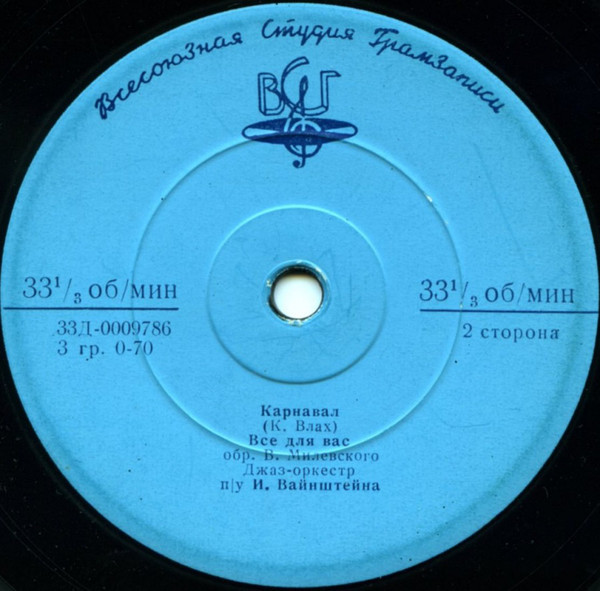 Всесоюзная Студия Грамзаписи
ВСГ
33¹/₃ об/мин
33¹/₃ об/мин
33Д-0009786
3 гр. 0-70
2 сторона
Карнавал
(К. Влах)
Все для вас
обр. В. Милевского
Джаз-оркестр
п/у И. Вайнштейна